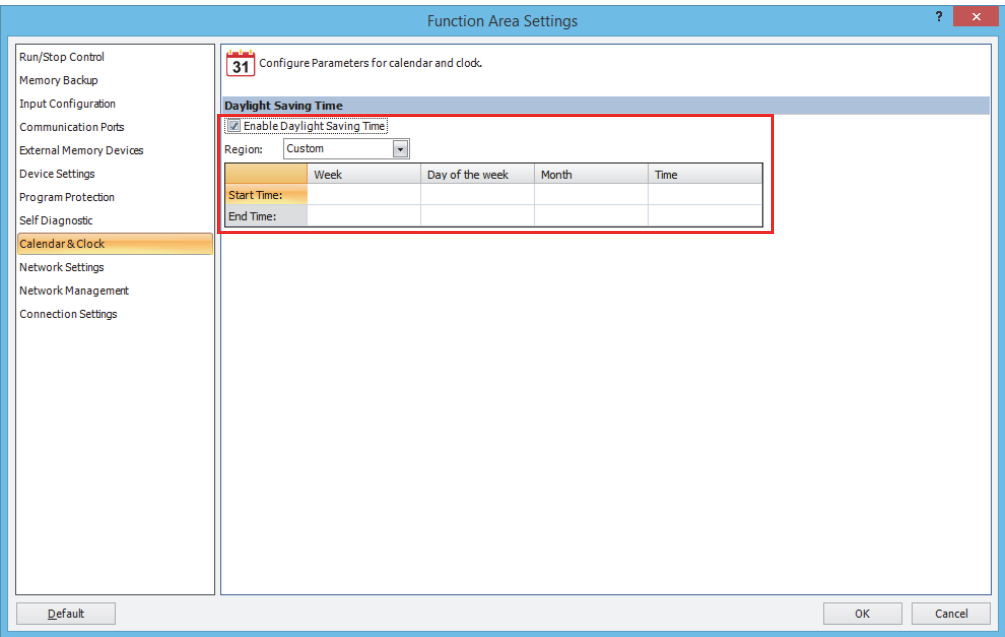 Function Area Settings
? ×
Run/Stop Control
Memory Backup
Input Configuration
Communication Ports
External Memory Devices
Device Settings
Program Protection
Self Diagnostic
Calendar & Clock
Network Settings
Network Management
Connection Settings
31 Configure Parameters for calendar and clock.
Daylight Saving Time
Enable Daylight Saving Time
Region: Custom
Week Day of the week Month Time
Start Time:
End Time:
Default OK Cancel